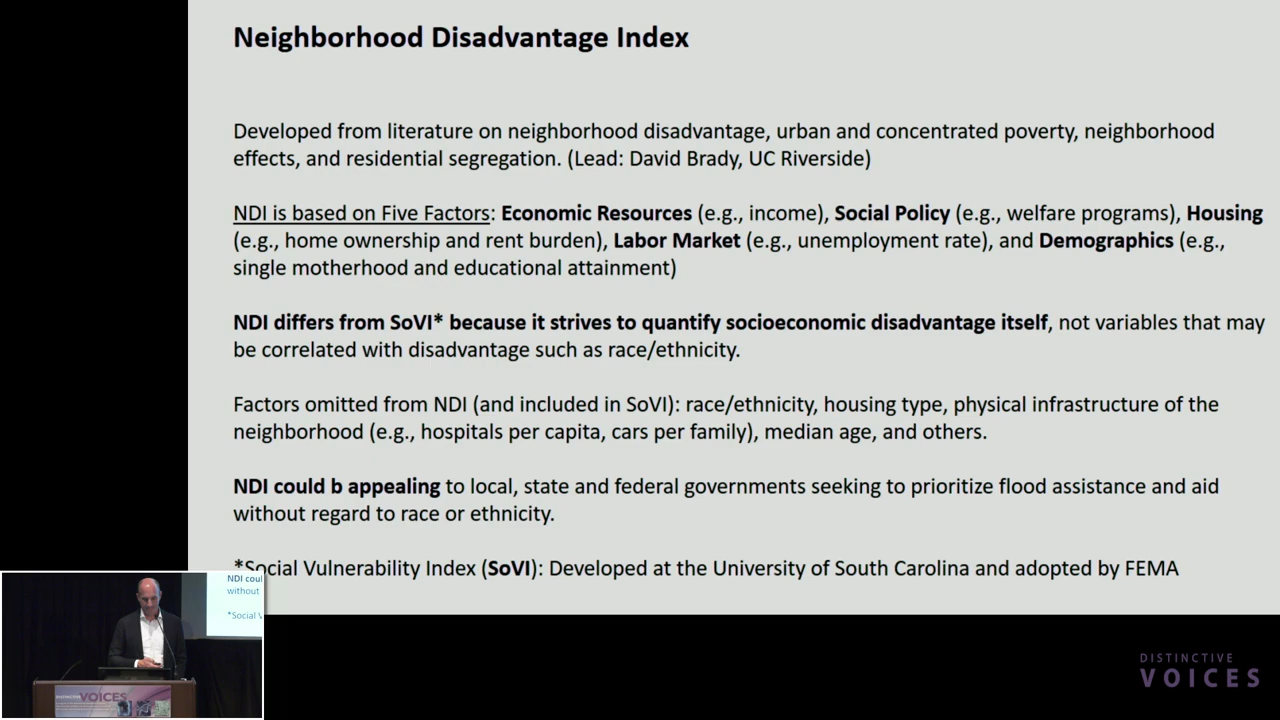 Neighborhood Disadvantage Index
Developed from literature on neighborhood disadvantage, urban and concentrated poverty, neighborhood
effects, and residential segregation. (Lead: David Brady, UC Riverside)
NDI is based on Five Factors: Economic Resources (e.g., income), Social Policy (e.g., welfare programs), Housing
(e.g., home ownership and rent burden), Labor Market (e.g., unemployment rate), and Demographics (e.g.,
single motherhood and educational attainment)
NDI differs from SoVI* because it strives to quantify socioeconomic disadvantage itself, not variables that may
be correlated with disadvantage such as race/ethnicity.
Factors omitted from NDI (and included in SoVI): race/ethnicity, housing type, physical infrastructure of the
neighborhood (e.g., hospitals per capita, cars per family), median age, and others.
NDI could b appealing to local, state and federal governments seeking to prioritize flood assistance and aid
without regard to race or ethnicity.
*Social Vulnerability Index (SoVI): Developed at the University of South Carolina and adopted by FEMA
NDI coul
without
*Social V
DISTINCTIVE
VOICES
DISTINCTIVE VOICES